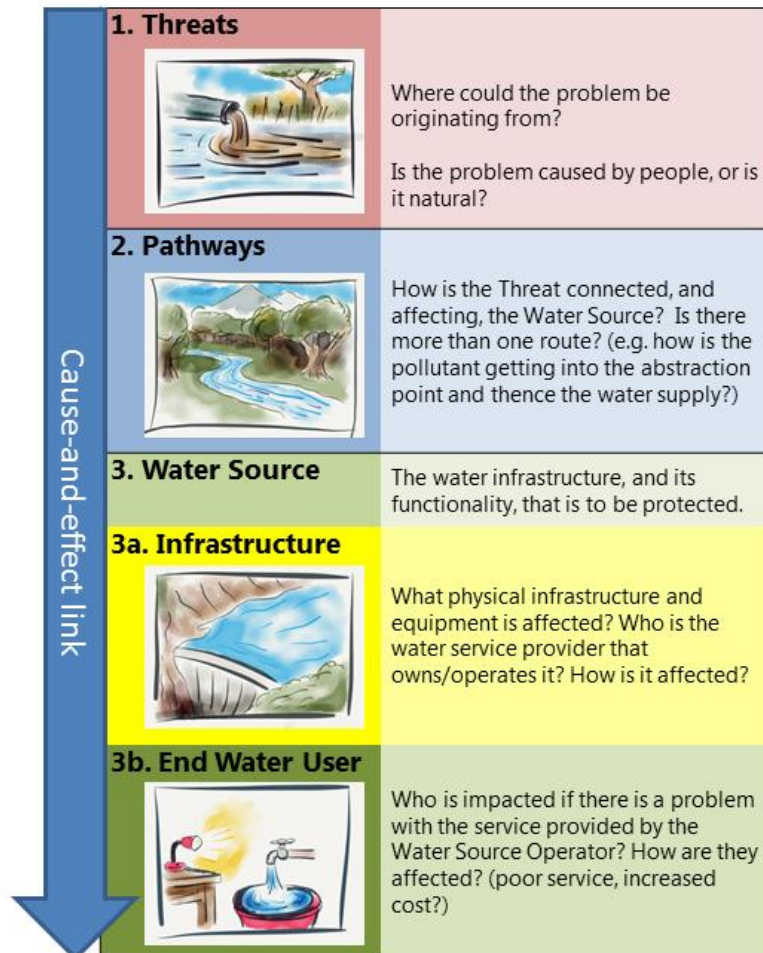 Cause-and-effect link
1. Threats
Where could the problem be
originating from?
Is the problem caused by people, or is
it natural?
2. Pathways
How is the Threat connected, and
affecting, the Water Source?  Is there
more than one route? (e.g. how is the
pollutant getting into the abstraction
point and thence the water supply?)
3. Water Source
The water infrastructure, and its
functionality, that is to be protected.
3a. Infrastructure
What physical infrastructure and
equipment is affected? Who is the
water service provider that
owns/operates it? How is it affected?
3b. End Water User
Who is impacted if there is a problem
with the service provided by the
Water Source Operator? How are they
affected? (poor service, increased
cost?)